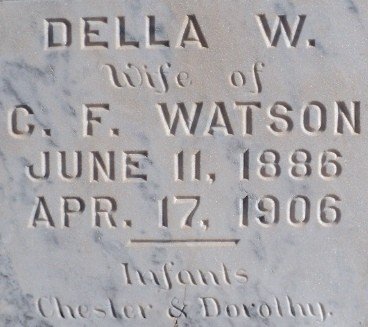 DELLA W.
Wife of
C. F. WATSON
JUNE 11, 1886
APR. 17, 1906
Infants
Chester & Dorothy.